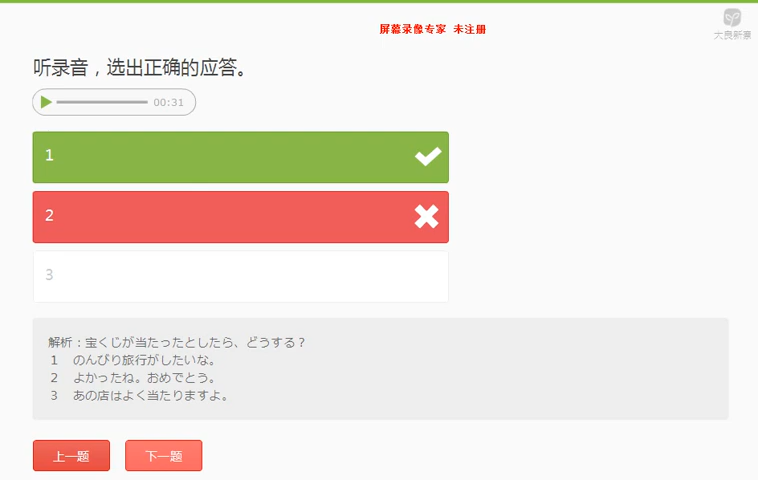 屏幕录像专家 未注册
大良新景
听录音，选出正确的应答。
00:31
1
2
3
解析：宝くじが当たったとしたら、どうする？
1 のんびり旅行がしたいな。
2 よかったね。おめでとう。
3 あの店はよく当たりますよ。
上一题
下一题